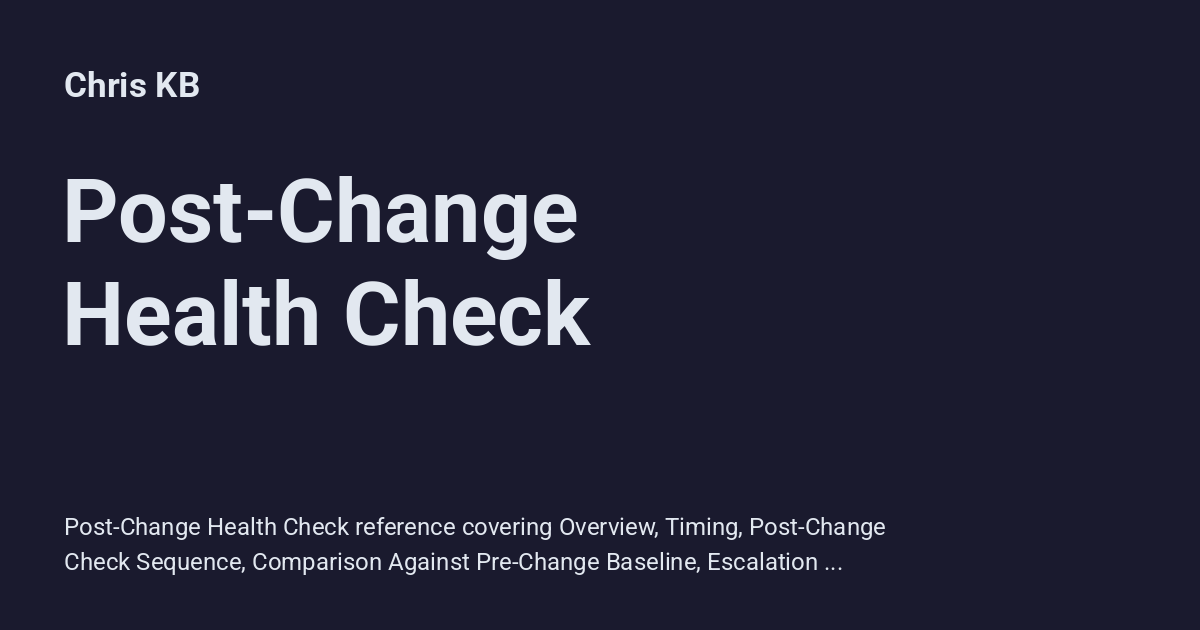 Chris KB
Post-Change
Health Check
Post-Change Health Check reference covering Overview, Timing, Post-Change
Check Sequence, Comparison Against Pre-Change Baseline, Escalation ...